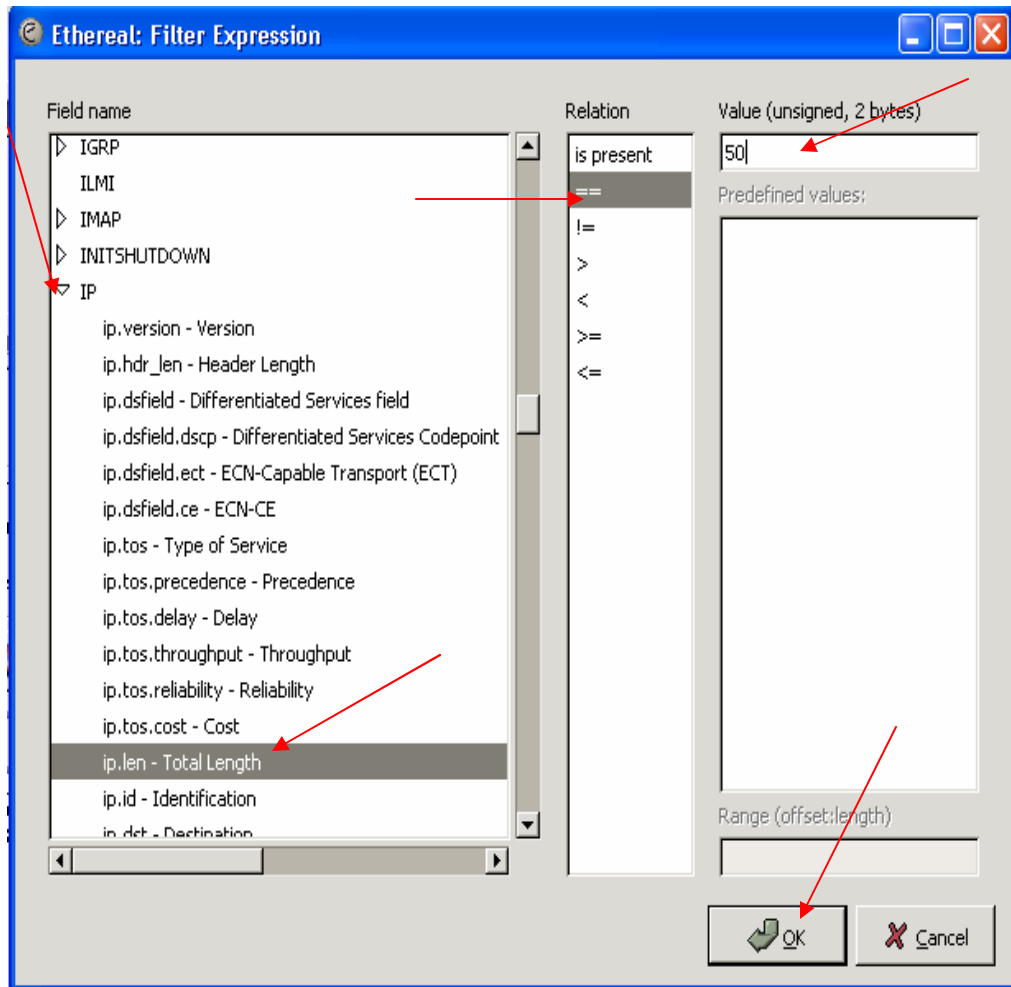 Ethereal: Filter Expression
Field name
IGRP
ILMI
IMAP
INITSHUTDOWN
IP
ip.version - Version
ip.hdr_len - Header Length
ip.dsfield - Differentiated Services field
ip.dsfield.dscp - Differentiated Services Codepoint
ip.dsfield.ect - ECN-Capable Transport (ECT)
ip.dsfield.ce - ECN-CE
ip.tos - Type of Service
ip.tos.precedence - Precedence
ip.tos.delay - Delay
ip.tos.throughput - Throughput
ip.tos.reliability - Reliability
ip.tos.cost - Cost
ip.len - Total Length
ip.id - Identification
ip.dst - Destination
Relation
is present
==
!=
>
<
>=
<=
Value (unsigned, 2 bytes)
50
Predefined values:
Range (offset:length)
OK
Cancel